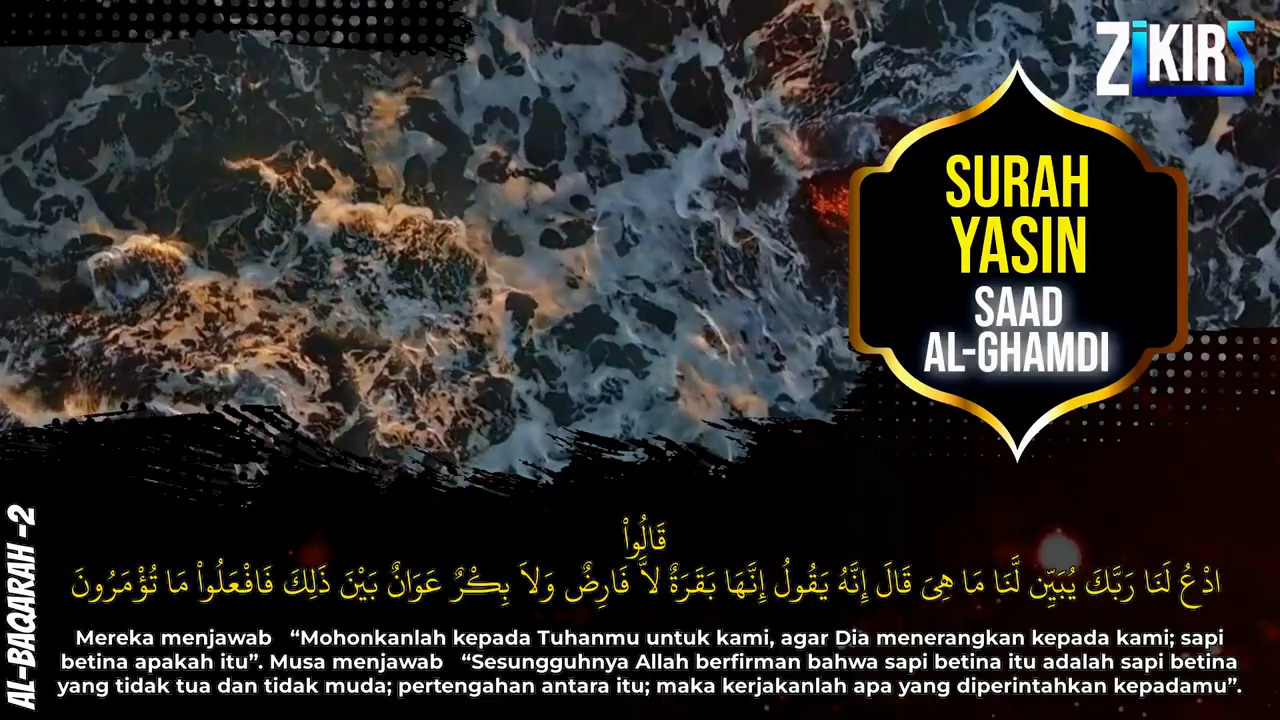 ZiKIRS
SURAH
YASIN
SAAD
AL-GHAMDI
قَالُواْ
ادْعُ لَنَا رَبَّكَ يُبَيِّن لَّنَا مَا هِىَ قَالَ إِنَّهُ يَقُولُ إِنَّهَا بَقَرَةٌ لاَّ فَارِضٌ وَلاَ بِكْرٌ عَوَانٌ بَيْنَ ذَلِكَ فَافْعَلُواْ مَا تُؤْمَرُونَ
Mereka menjawab “Mohonkanlah kepada Tuhanmu untuk kami, agar Dia menerangkan kepada kami; sapi
betina apakah itu”. Musa menjawab “Sesungguhnya Allah berfirman bahwa sapi betina itu adalah sapi betina
yang tidak tua dan tidak muda; pertengahan antara itu; maka kerjakanlah apa yang diperintahkan kepadamu”.
AL-BAQARAH -2